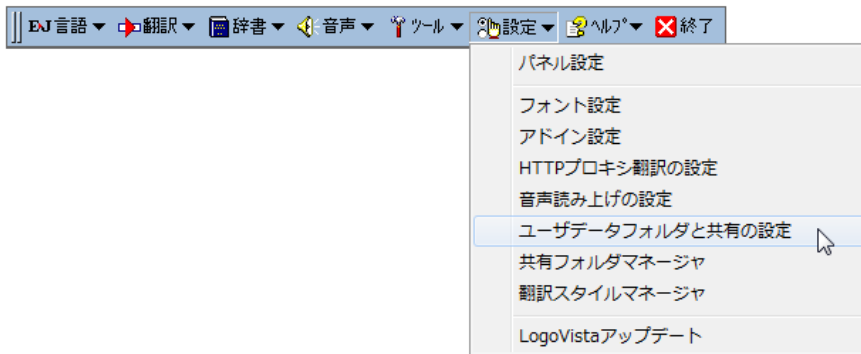 EXJ言語▼ 翻訳▼ 辞書▼ 音声▼ ツール▼ 設定▼ ヘルプ▼ 終了
パネル設定
フォント設定
アドイン設定
HTTPプロキシ翻訳の設定
音声読み上げの設定
ユーザデータフォルダと共有の設定
共有フォルダマネージャ
翻訳スタイルマネージャ
LogoVistaアップデート